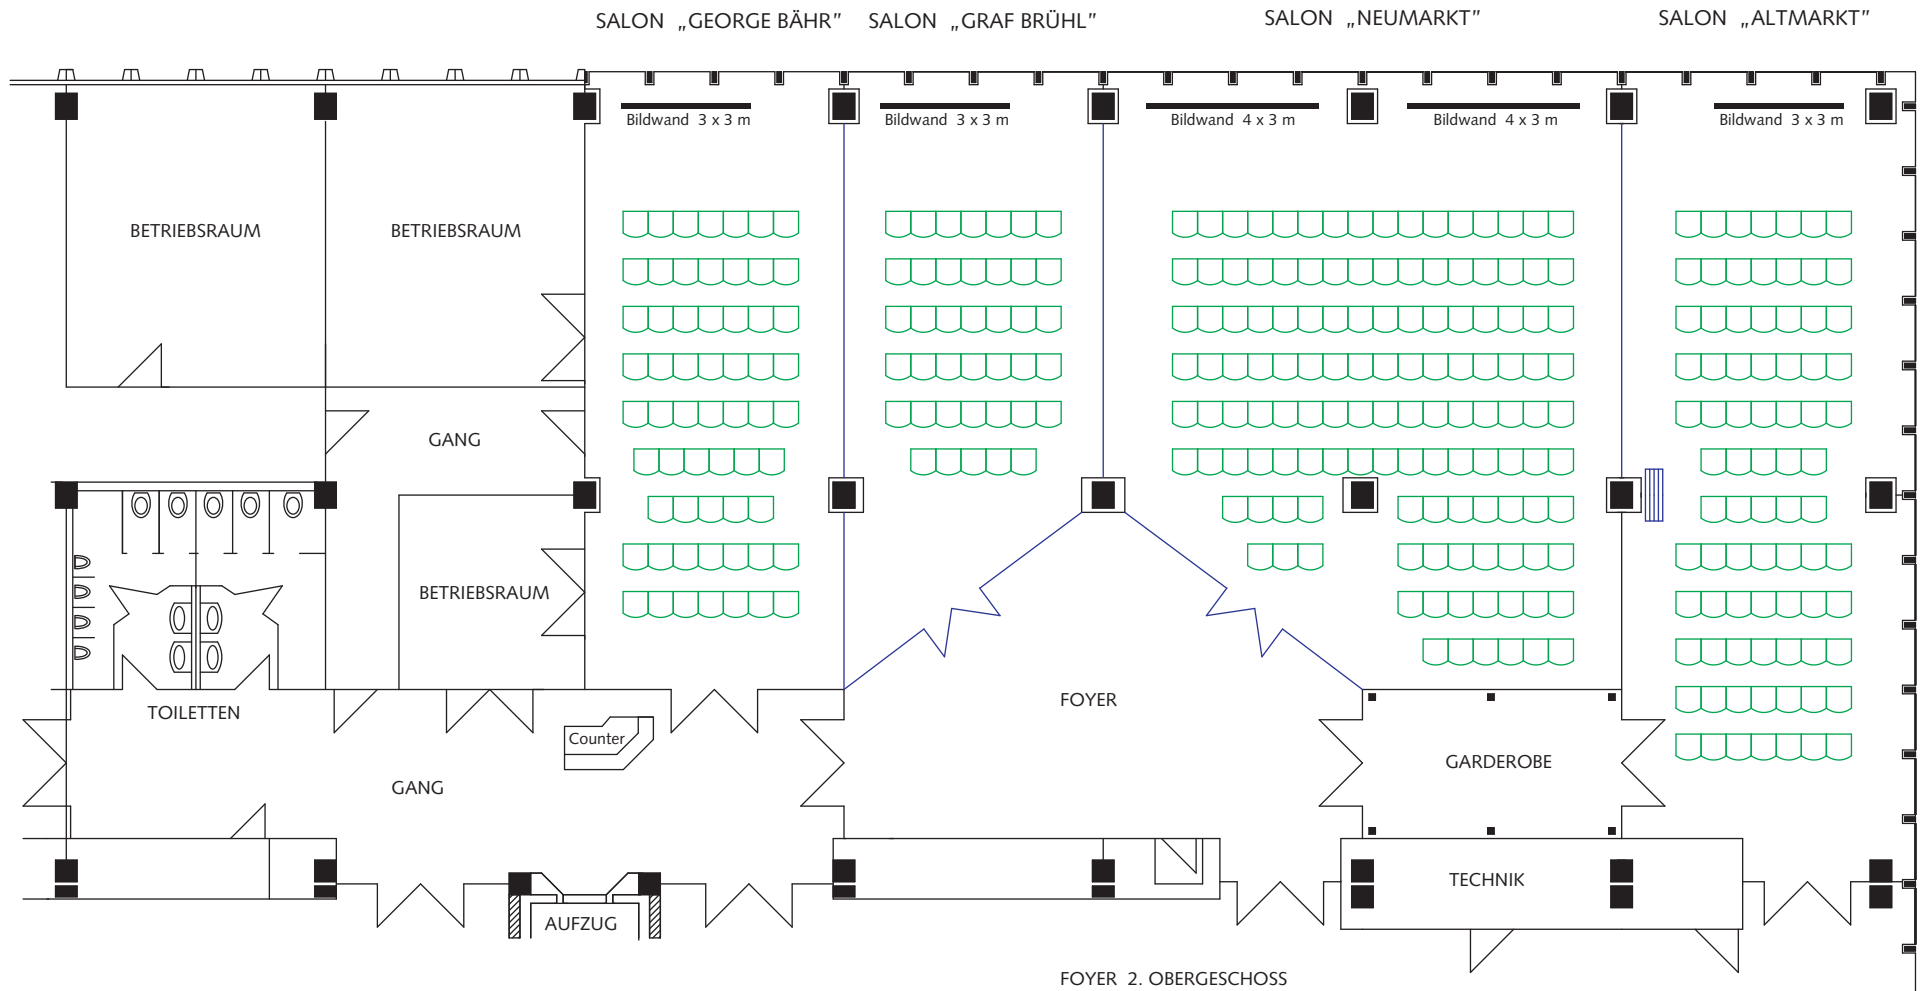 SALON „GEORGE BÄHR”
SALON „GRAF BRÜHL”
SALON „NEUMARKT”
SALON „ALTMARKT”
Bildwand 3 x 3 m
Bildwand 3 x 3 m
Bildwand 4 x 3 m
Bildwand 4 x 3 m
Bildwand 3 x 3 m
BETRIEBSRAUM
BETRIEBSRAUM
GANG
BETRIEBSRAUM
TOILETTEN
FOYER
Counter
GARDEROBE
GANG
TECHNIK
AUFZUG
FOYER 2. OBERGESCHOSS